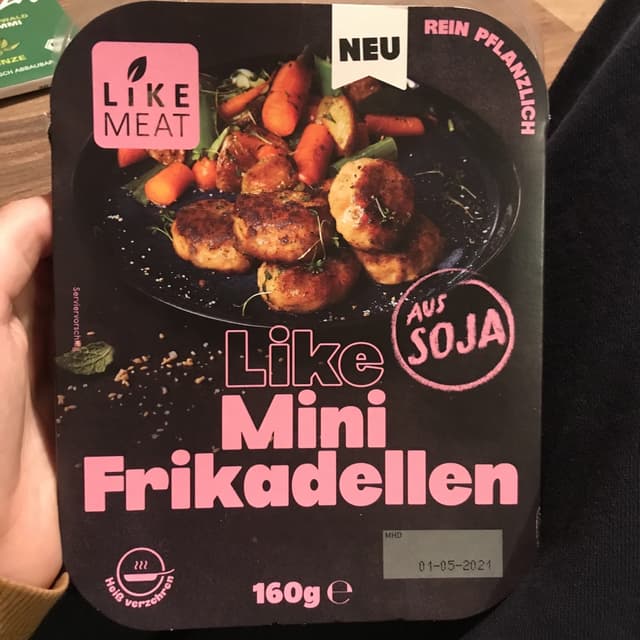 NEU
REIN PFLANZLICH
LIKE
MEAT
AUS
SOJA
Like
Mini
Frikadellen
Heiß verzehren
160g ℮
MHD
01-05-2021